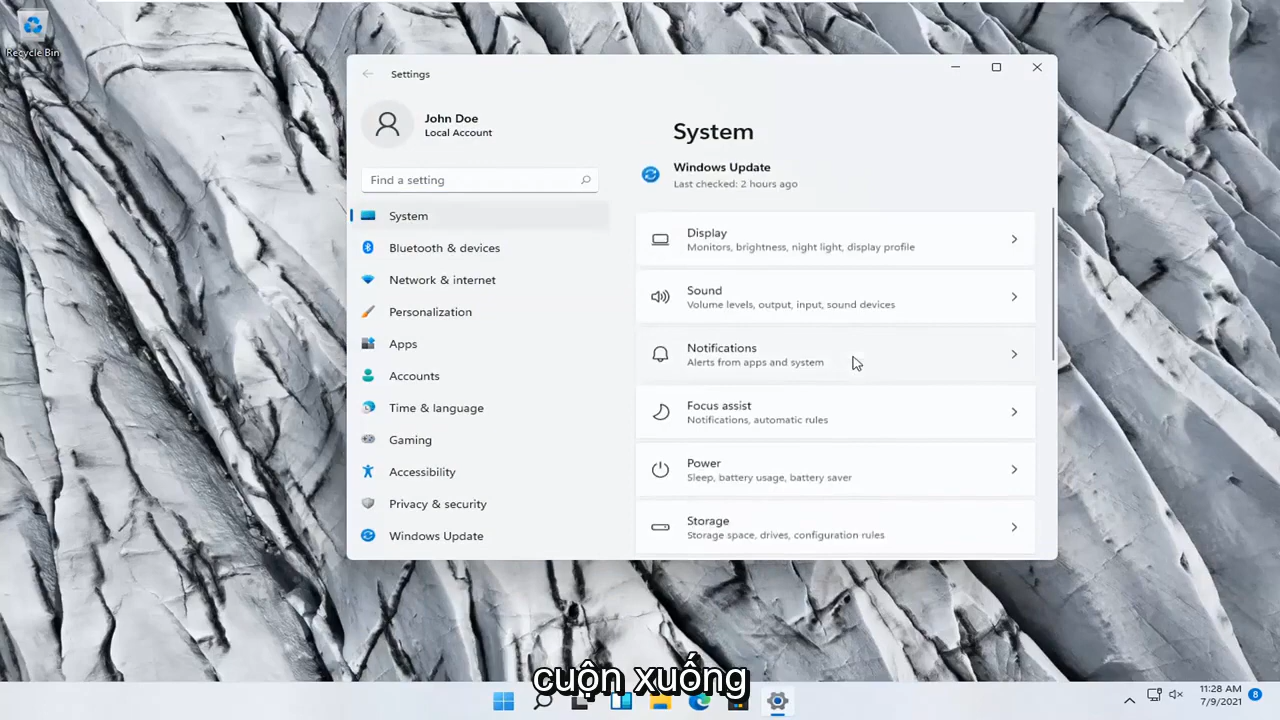 Recycle Bin
Settings
John Doe
Local Account
Find a setting
System
Bluetooth & devices
Network & internet
Personalization
Apps
Accounts
Time & language
Gaming
Accessibility
Privacy & security
Windows Update
System
Windows Update
Last checked: 2 hours ago
Display
Monitors, brightness, night light, display profile
Sound
Volume levels, output, input, sound devices
Notifications
Alerts from apps and system
Focus assist
Notifications, automatic rules
Power
Sleep, battery usage, battery saver
Storage
Storage space, drives, configuration rules
cuộn xuống
11:28 AM
7/9/2021
8